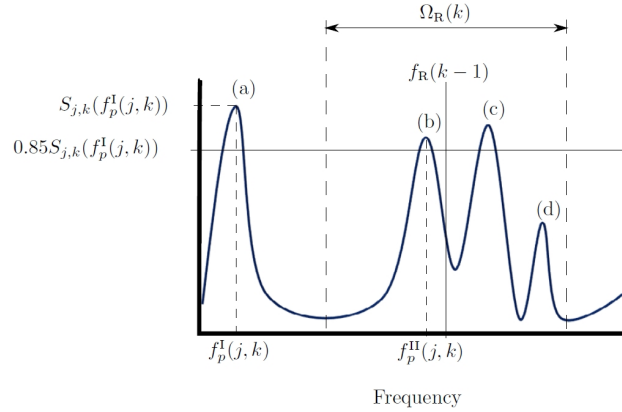 Ω_R(k)
f_R(k−1)
S_{j,k}(f_p^I(j,k))
(a)
(b)
(c)
0.85S_{j,k}(f_p^I(j,k))
(d)
f_p^I(j,k)
f_p^II(j,k)
Frequency